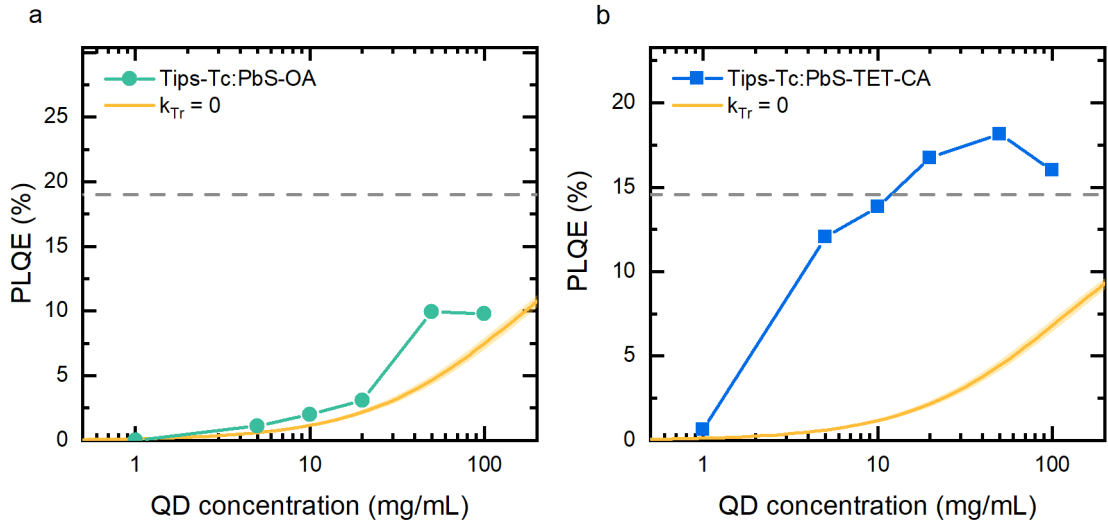 a
Tips-Tc:PbS-OA
k_Tr = 0
PLQE (%)
25
20
15
10
5
0
1
10
100
QD concentration (mg/mL)
b
Tips-Tc:PbS-TET-CA
k_Tr = 0
PLQE (%)
20
15
10
5
0
1
10
100
QD concentration (mg/mL)